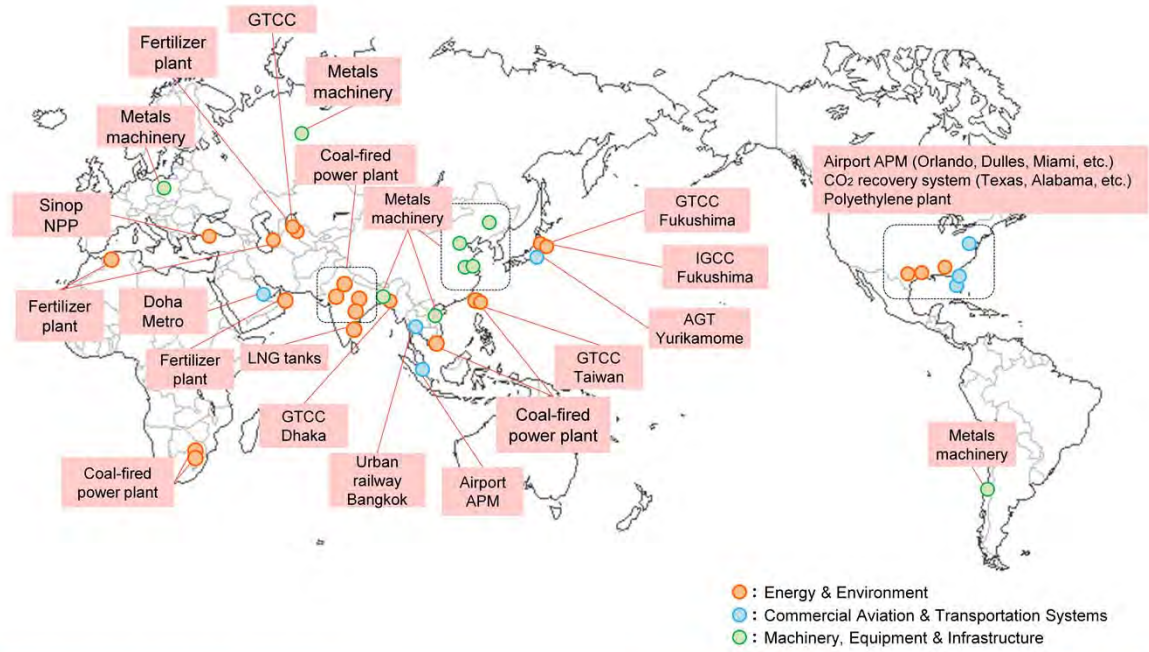 GTCC
Fertilizer
plant
Metals
machinery
Metals
machinery
Coal-fired
power plant
Metals
machinery
Sinop
NPP
Airport APM (Orlando, Dulles, Miami, etc.)
CO₂ recovery system (Texas, Alabama, etc.)
Polyethylene plant
GTCC
Fukushima
IGCC
Fukushima
Fertilizer
plant
Doha
Metro
Fertilizer
plant
LNG tanks
AGT
Yurikamome
GTCC
Taiwan
GTCC
Dhaka
Coal-fired
power plant
Metals
machinery
Coal-fired
power plant
Urban
railway
Bangkok
Airport
APM
: Energy & Environment
: Commercial Aviation & Transportation Systems
: Machinery, Equipment & Infrastructure